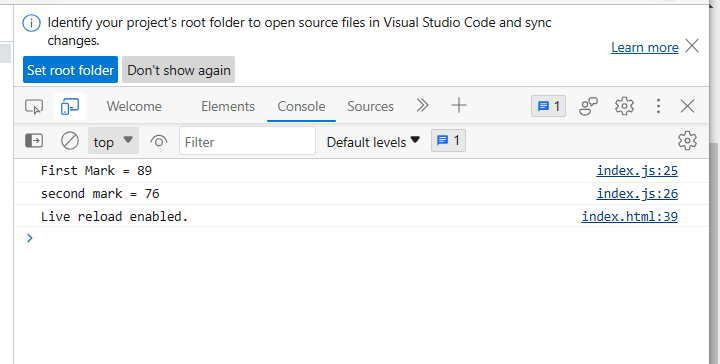 Identify your project's root folder to open source files in Visual Studio Code and sync
changes.
Learn more
Set root folder Don't show again
Welcome Elements Console Sources 1
top Filter Default levels 1
First Mark = 89 index.js:25
second mark = 76 index.js:26
Live reload enabled. index.html:39